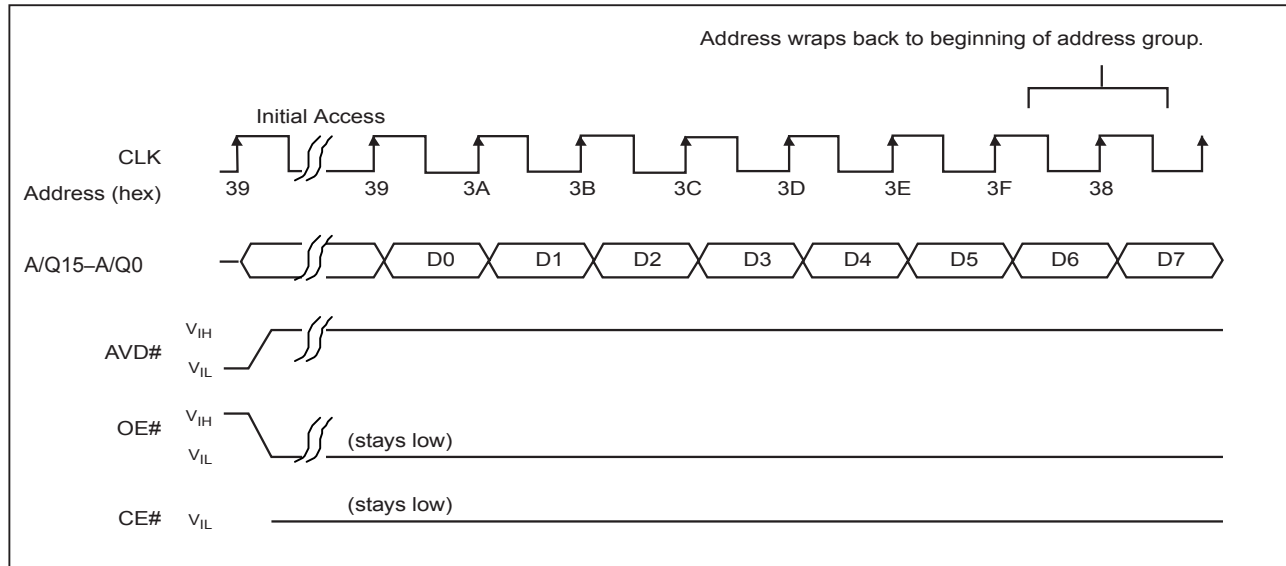 Address wraps back to beginning of address group.
Initial Access
CLK
Address (hex) 39 39 3A 3B 3C 3D 3E 3F 38
A/Q15–A/Q0 D0 D1 D2 D3 D4 D5 D6 D7
AVD# VIH
VIL
OE# VIH
VIL (stays low)
CE# VIL (stays low)